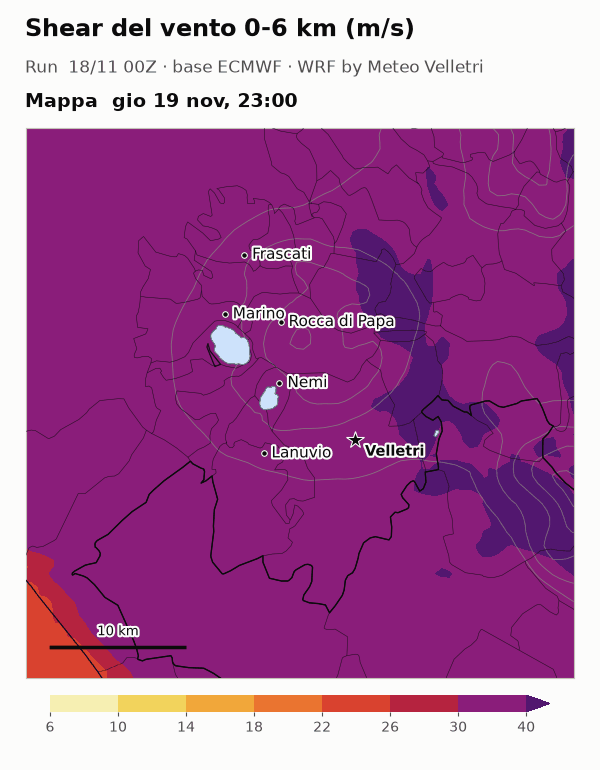 Shear del vento 0-6 km (m/s)
Run  18/11 00Z · base ECMWF · WRF by Meteo Velletri
Mappa  gio 19 nov, 23:00
Frascati
Marino
Rocca di Papa
Nemi
Velletri
Lanuvio
10 km
6 10 14 18 22 26 30 40